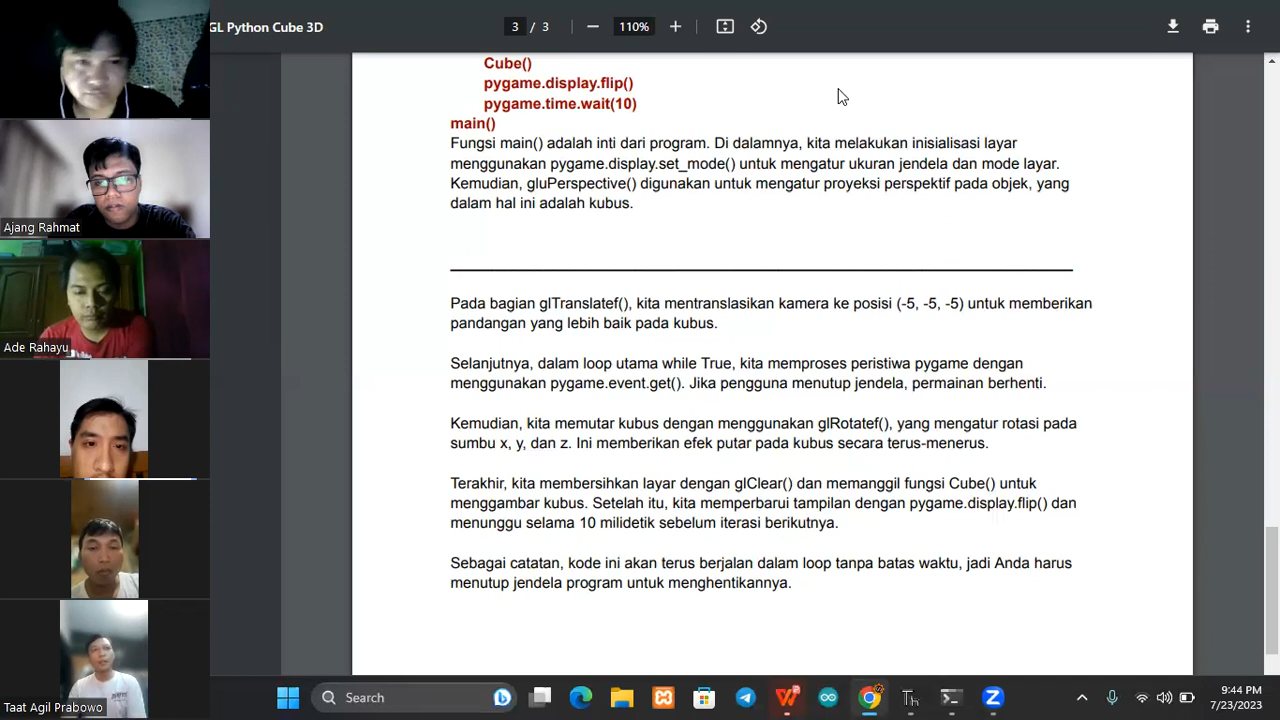 GL Python Cube 3D
3 / 3
110%
Cube()
pygame.display.flip()
pygame.time.wait(10)
main()
Fungsi main() adalah inti dari program. Di dalamnya, kita melakukan inisialisasi layar
menggunakan pygame.display.set_mode() untuk mengatur ukuran jendela dan mode layar.
Kemudian, gluPerspective() digunakan untuk mengatur proyeksi perspektif pada objek, yang
dalam hal ini adalah kubus.
Pada bagian glTranslatef(), kita mentranslasikan kamera ke posisi (-5, -5, -5) untuk memberikan
pandangan yang lebih baik pada kubus.
Selanjutnya, dalam loop utama while True, kita memproses peristiwa pygame dengan
menggunakan pygame.event.get(). Jika pengguna menutup jendela, permainan berhenti.
Kemudian, kita memutar kubus dengan menggunakan glRotatef(), yang mengatur rotasi pada
sumbu x, y, dan z. Ini memberikan efek putar pada kubus secara terus-menerus.
Terakhir, kita membersihkan layar dengan glClear() dan memanggil fungsi Cube() untuk
menggambar kubus. Setelah itu, kita memperbarui tampilan dengan pygame.display.flip() dan
menunggu selama 10 milidetik sebelum iterasi berikutnya.
Sebagai catatan, kode ini akan terus berjalan dalam loop tanpa batas waktu, jadi Anda harus
menutup jendela program untuk menghentikannya.
Ajang Rahmat
Ade Rahayu
Taat Agil Prabowo
Search
9:44 PM
7/23/2023